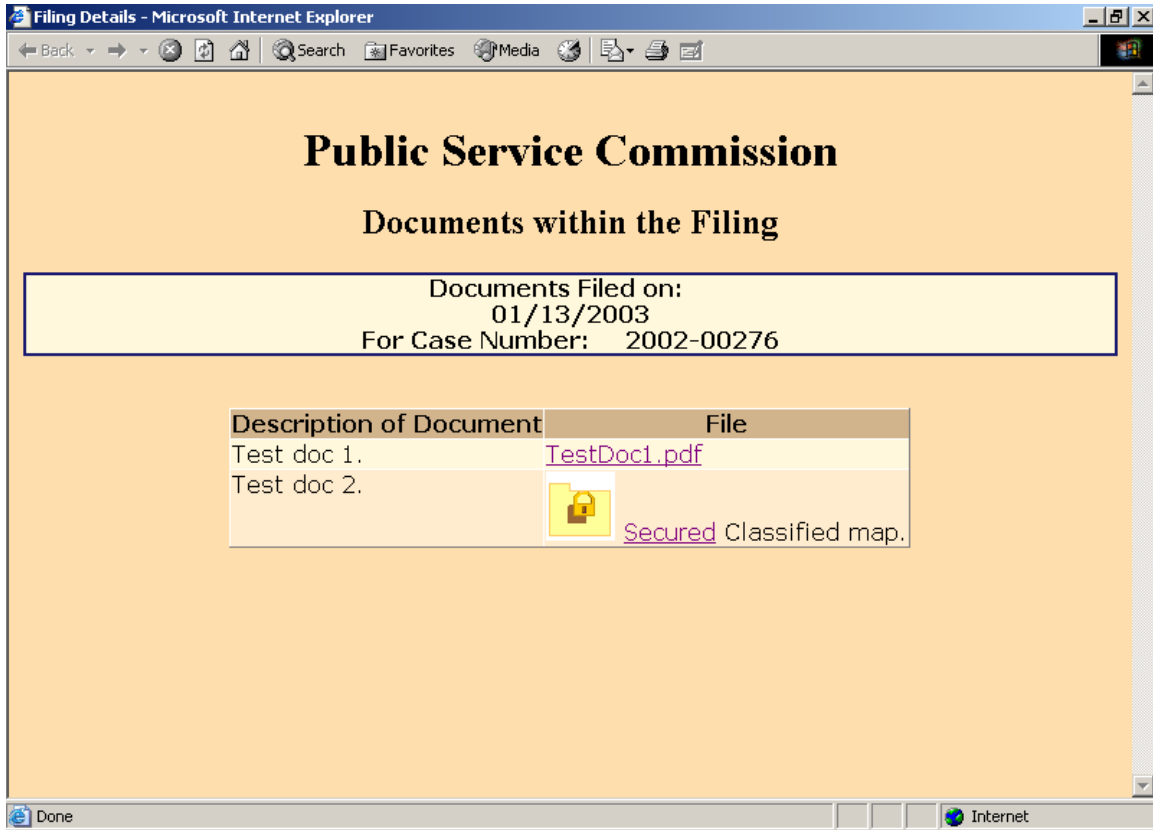 Filing Details - Microsoft Internet Explorer
Back Search Favorites Media
Public Service Commission
Documents within the Filing
Documents Filed on:
01/13/2003
For Case Number: 2002-00276
Description of Document File
Test doc 1. TestDoc1.pdf
Test doc 2.
Secured Classified map.
Done Internet